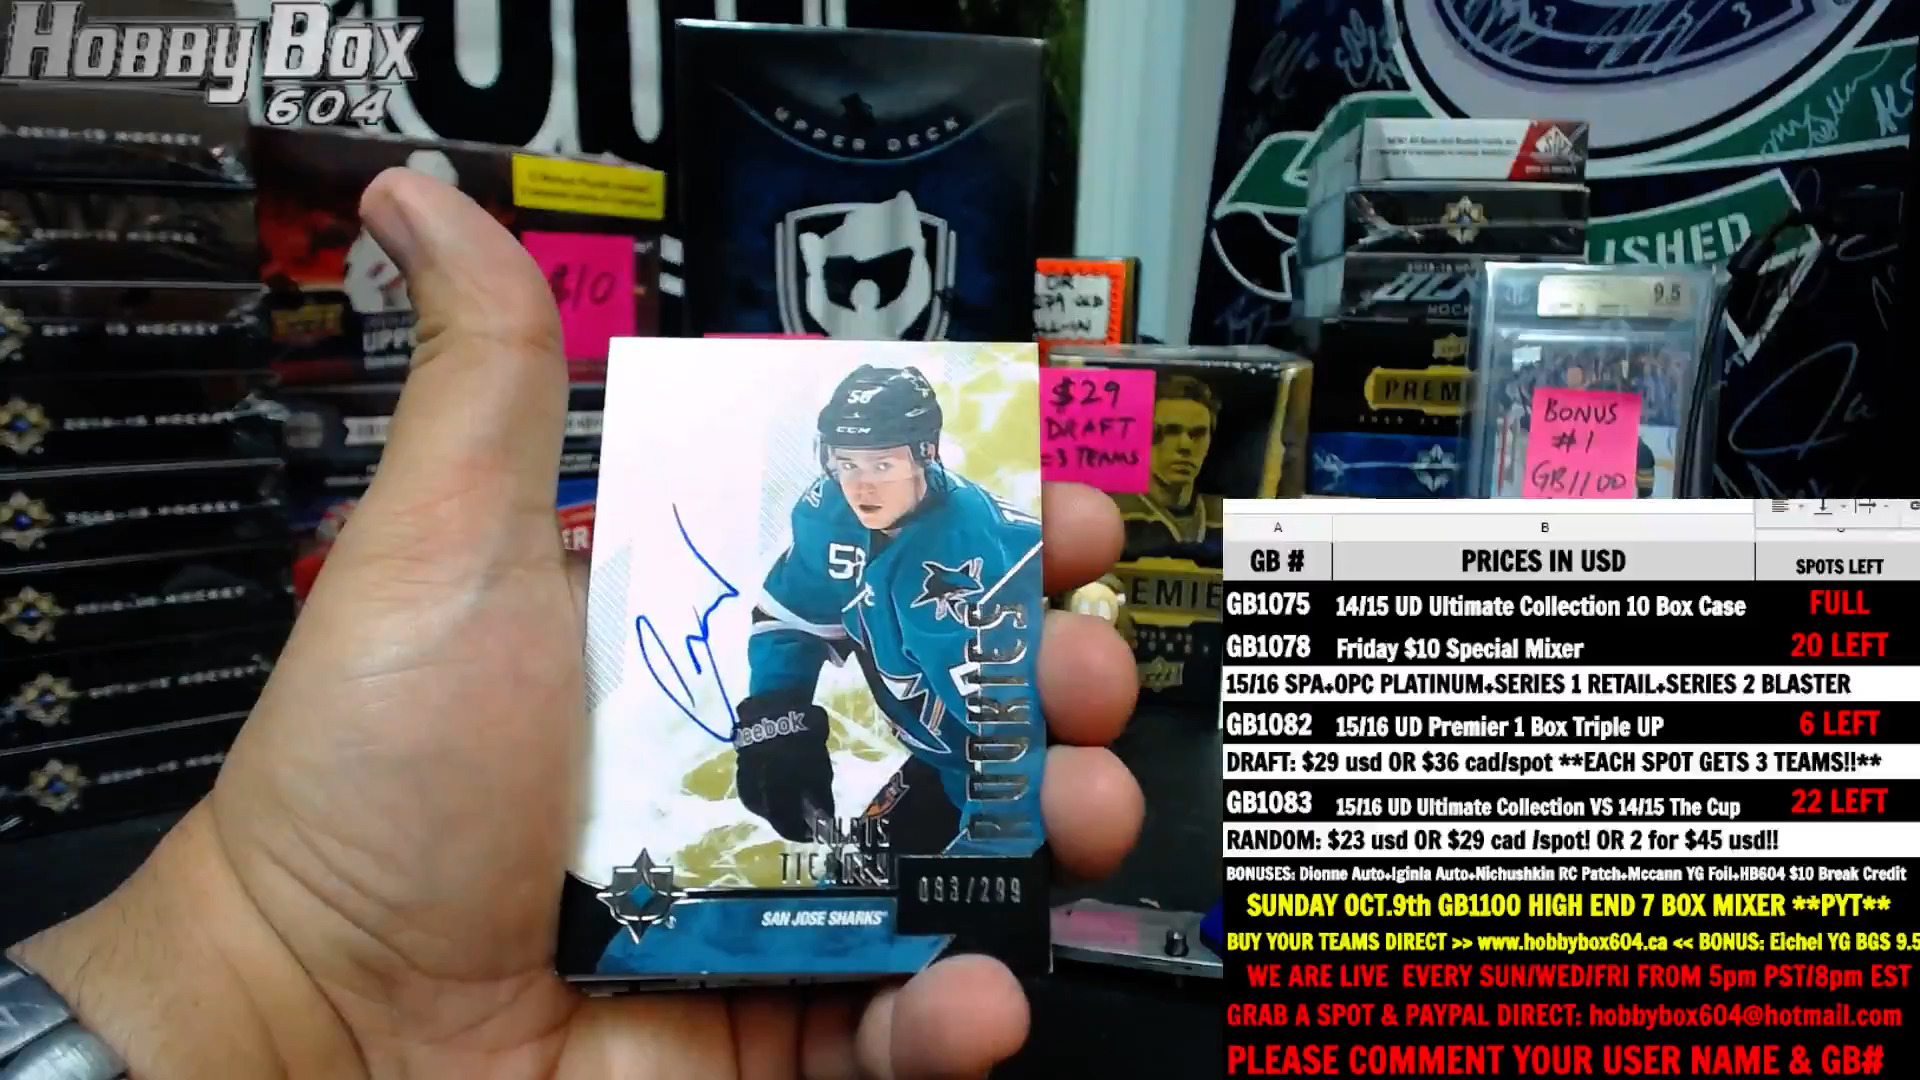 HOBBYBOX
604
UPPER DECK
$10
OR
ALL-IN
$29
DRAFT
=3 TEAMS
ISHED
HOCK
PREM
9.5
BONUS
#1
GB1100
EMIE
58
CCM
Reebok
ROOKIES
CHRIS
TIERNEY
083/299
SAN JOSE SHARKS
A B
GB # PRICES IN USD SPOTS LEFT
GB1075 14/15 UD Ultimate Collection 10 Box Case FULL
GB1078 Friday $10 Special Mixer 20 LEFT
15/16 SPA+OPC PLATINUM+SERIES 1 RETAIL+SERIES 2 BLASTER
GB1082 15/16 UD Premier 1 Box Triple UP 6 LEFT
DRAFT: $29 usd OR $36 cad/spot **EACH SPOT GETS 3 TEAMS!!**
GB1083 15/16 UD Ultimate Collection VS 14/15 The Cup 22 LEFT
RANDOM: $23 usd OR $29 cad /spot! OR 2 for $45 usd!!
BONUSES: Dionne Auto+Iginla Auto+Nichushkin RC Patch+Mccann YG Foil+HB604 $10 Break Credit
SUNDAY OCT.9th GB1100 HIGH END 7 BOX MIXER **PYT**
BUY YOUR TEAMS DIRECT >> www.hobbybox604.ca << BONUS: Eichel YG BGS 9.5
WE ARE LIVE EVERY SUN/WED/FRI FROM 5pm PST/8pm EST
GRAB A SPOT & PAYPAL DIRECT: hobbybox604@hotmail.com
PLEASE COMMENT YOUR USER NAME & GB#